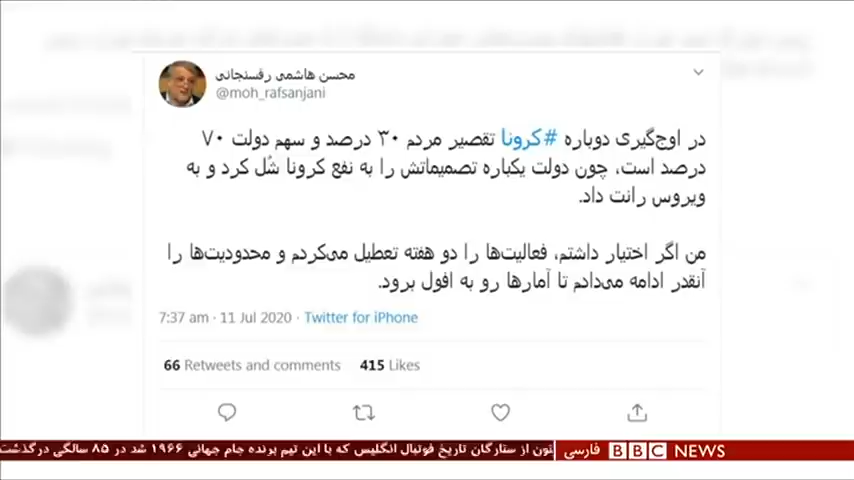 محسن هاشمی رفسنجانی
@moh_rafsanjani
در اوج‌گیری دوباره #کرونا تقصیر مردم ۳۰ درصد و سهم دولت ۷۰
درصد است، چون دولت یکباره تصمیماتش را به نفع کرونا شُل کرد و به
ویروس رانت داد.
من اگر اختیار داشتم، فعالیت‌ها را دو هفته تعطیل می‌کردم و محدودیت‌ها را
آنقدر ادامه می‌دادم تا آمارها رو به افول برود.
7:37 am · 11 Jul 2020 · Twitter for iPhone
66 Retweets and comments 415 Likes
تون از ستارگان تاریخ فوتبال انگلیس که با این تیم برنده جام جهانی ۱۹۶۶ شد در ۸۵ سالگی درگذشت
BBC NEWS فارسی